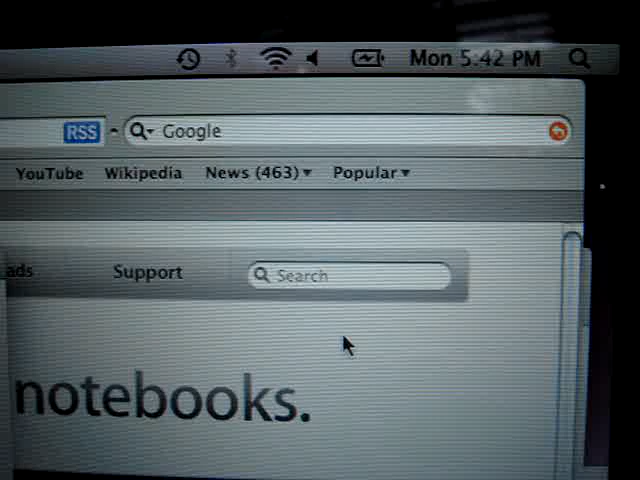 Mon 5:42 PM
RSS Google
YouTube Wikipedia News (463) Popular
ads Support Search
notebooks.